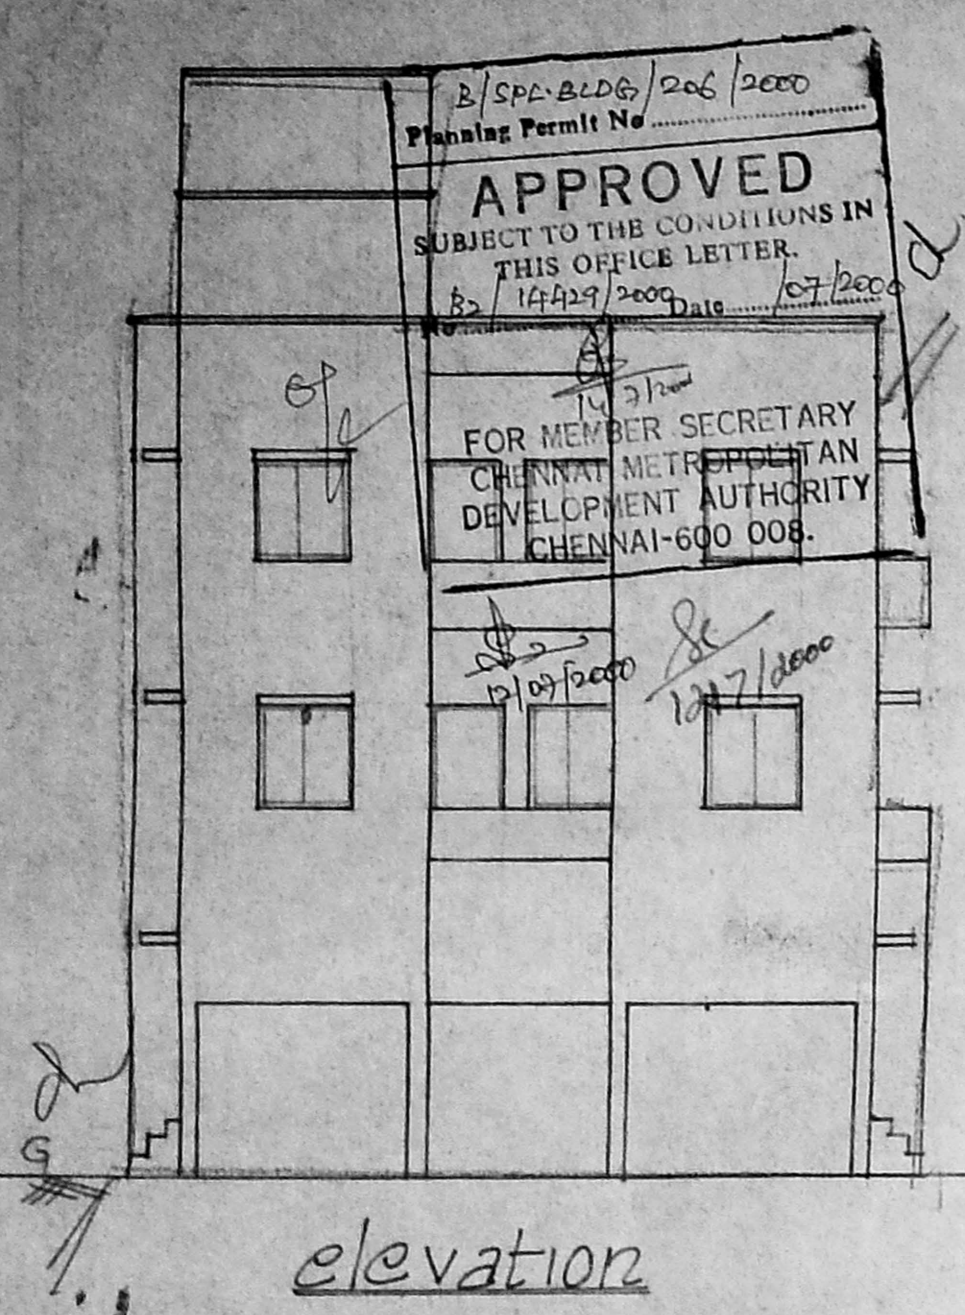 B/SPL.BLDG/206/2000
Planning Permit No
APPROVED
SUBJECT TO THE CONDITIONS IN
THIS OFFICE LETTER.
No. B2/14429/2000 Date /07/2000
14/7/2000
FOR MEMBER SECRETARY
CHENNAI METROPOLITAN
DEVELOPMENT AUTHORITY
CHENNAI-600 008.
12/07/2000
12/7/2000
G
elevation